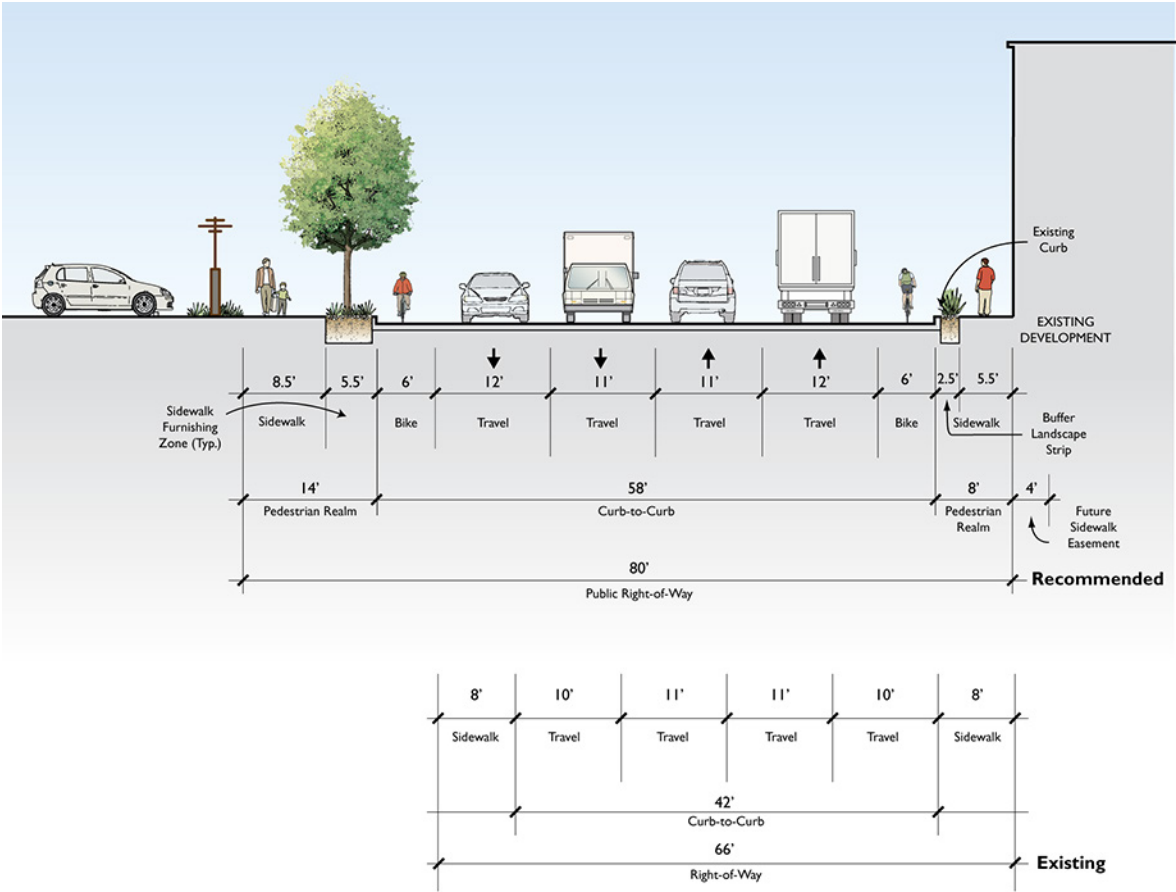 Existing
Curb
EXISTING
DEVELOPMENT
8.5' 5.5' 6' 12' 11' 11' 12' 6' 2.5' 5.5'
Sidewalk
Furnishing
Zone (Typ.)
Sidewalk Bike Travel Travel Travel Travel Bike Sidewalk
Buffer
Landscape
Strip
14' 58' 8' 4'
Pedestrian Realm Curb-to-Curb Pedestrian
Realm
Future
Sidewalk
Easement
80'
Public Right-of-Way
Recommended
8' 10' 11' 11' 10' 8'
Sidewalk Travel Travel Travel Travel Sidewalk
42'
Curb-to-Curb
66'
Right-of-Way
Existing